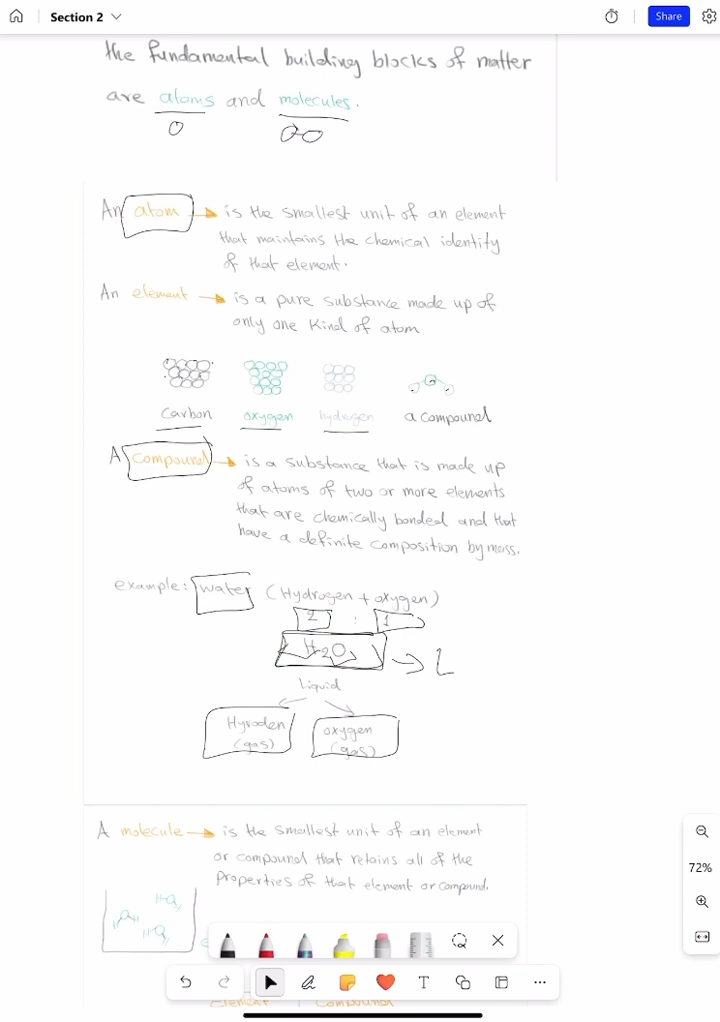 Section 2
Share
the fundamental building blocks of matter
are atoms and molecules.
An atom is the smallest unit of an element
that maintains the chemical identity
of that element.
An element is a pure substance made up of
only one kind of atom
carbon oxygen hydrogen a compound
A compound is a substance that is made up
of atoms of two or more elements
that are chemically bonded and that
have a definite composition by mass.
example: water (Hydrogen + oxygen)
2 : 1
H2O → L
Liquid
Hyroden oxygen
(gas) (gas)
A molecule is the smallest unit of an element
or compound that retains all of the
properties of that element or compound.
72%
T
Element Compound